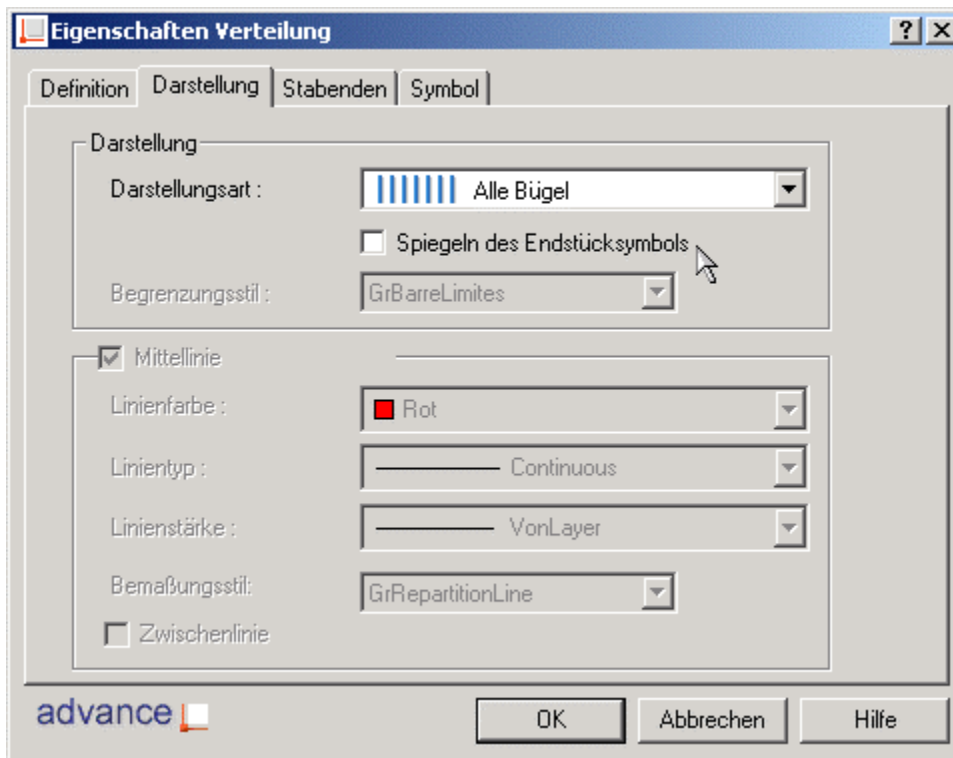 Eigenschaften Verteilung
Definition Darstellung Stabenden Symbol
Darstellung
Darstellungsart : Alle Bügel
Spiegeln des Endstücksymbols
Begrenzungsstil : GrBarreLimites
Mittellinie
Linienfarbe : Rot
Linientyp : Continuous
Linienstärke : VonLayer
Bemaßungsstil: GrRepartitionLine
Zwischenlinie
advance OK Abbrechen Hilfe